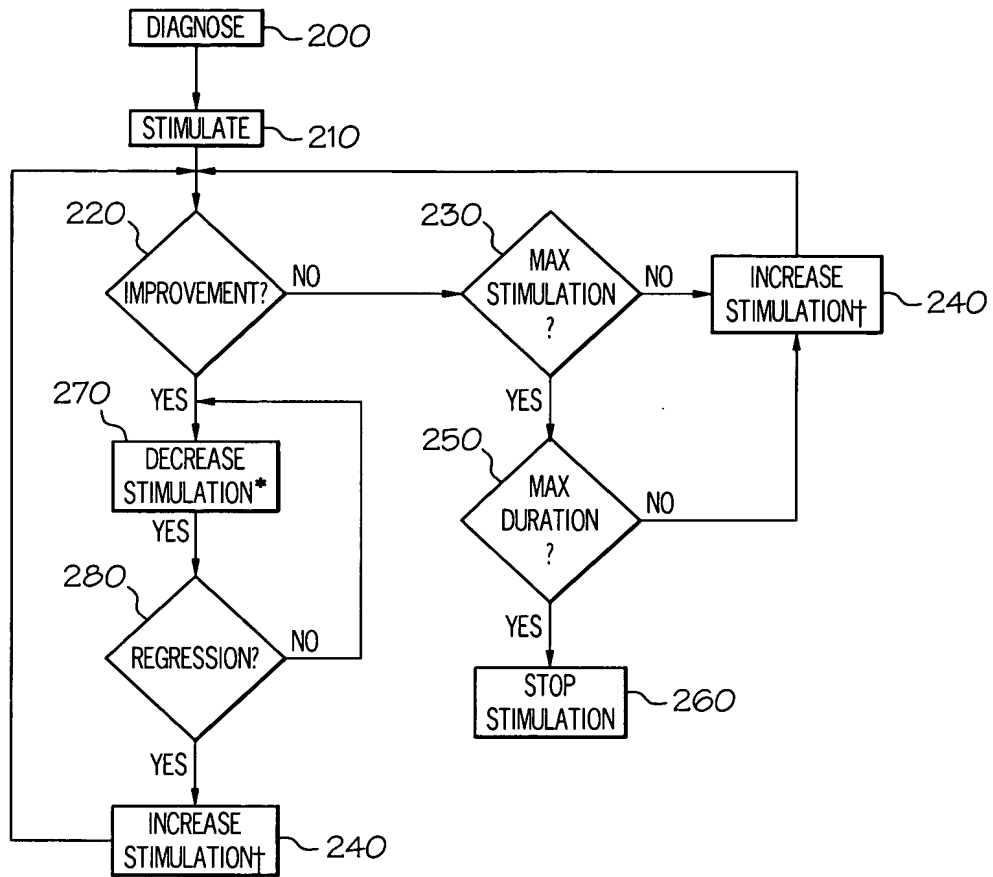 DIAGNOSE
200
STIMULATE
210
220
IMPROVEMENT?
NO
230
MAX
STIMULATION
?
NO
INCREASE
STIMULATION†
240
YES
YES
270
DECREASE
STIMULATION*
250
MAX
DURATION
?
NO
YES
280
REGRESSION?
NO
YES
STOP
STIMULATION
260
YES
INCREASE
STIMULATION†
240